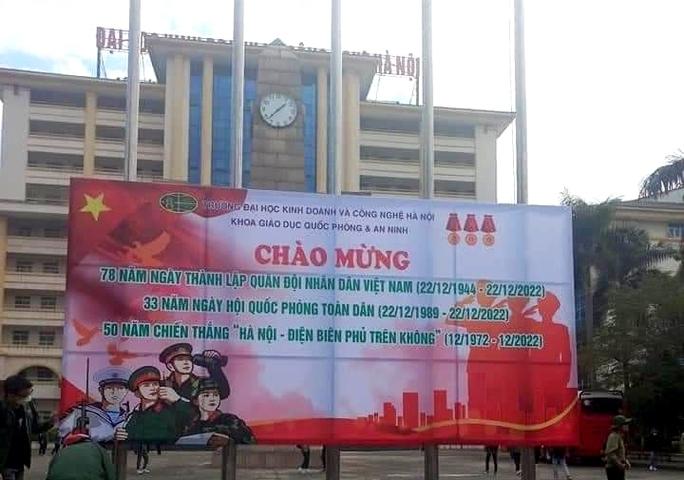 ĐẠI HÀ NỘI
TRƯỜNG ĐẠI HỌC KINH DOANH VÀ CÔNG NGHỆ HÀ NỘI
KHOA GIÁO DỤC QUỐC PHÒNG & AN NINH
CHÀO MỪNG
78 NĂM NGÀY THÀNH LẬP QUÂN ĐỘI NHÂN DÂN VIỆT NAM (22/12/1944 - 22/12/2022)
33 NĂM NGÀY HỘI QUỐC PHÒNG TOÀN DÂN (22/12/1989 - 22/12/2022)
50 NĂM CHIẾN THẮNG "HÀ NỘI - ĐIỆN BIÊN PHỦ TRÊN KHÔNG" (12/1972 - 12/2022)